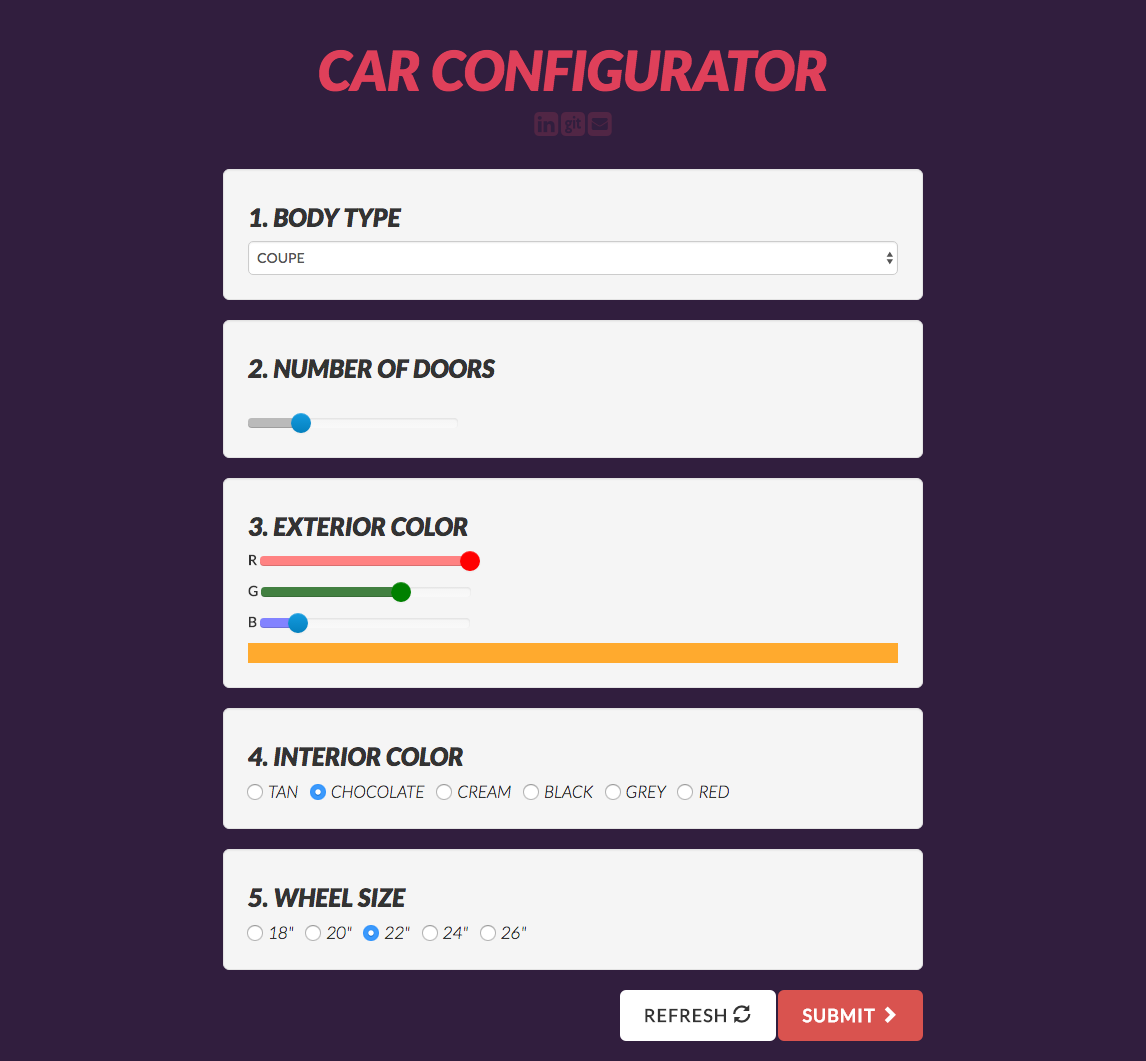 CAR CONFIGURATOR
in git
1. BODY TYPE
COUPE
2. NUMBER OF DOORS
3. EXTERIOR COLOR
R
G
B
4. INTERIOR COLOR
TAN CHOCOLATE CREAM BLACK GREY RED
5. WHEEL SIZE
18" 20" 22" 24" 26"
REFRESH SUBMIT